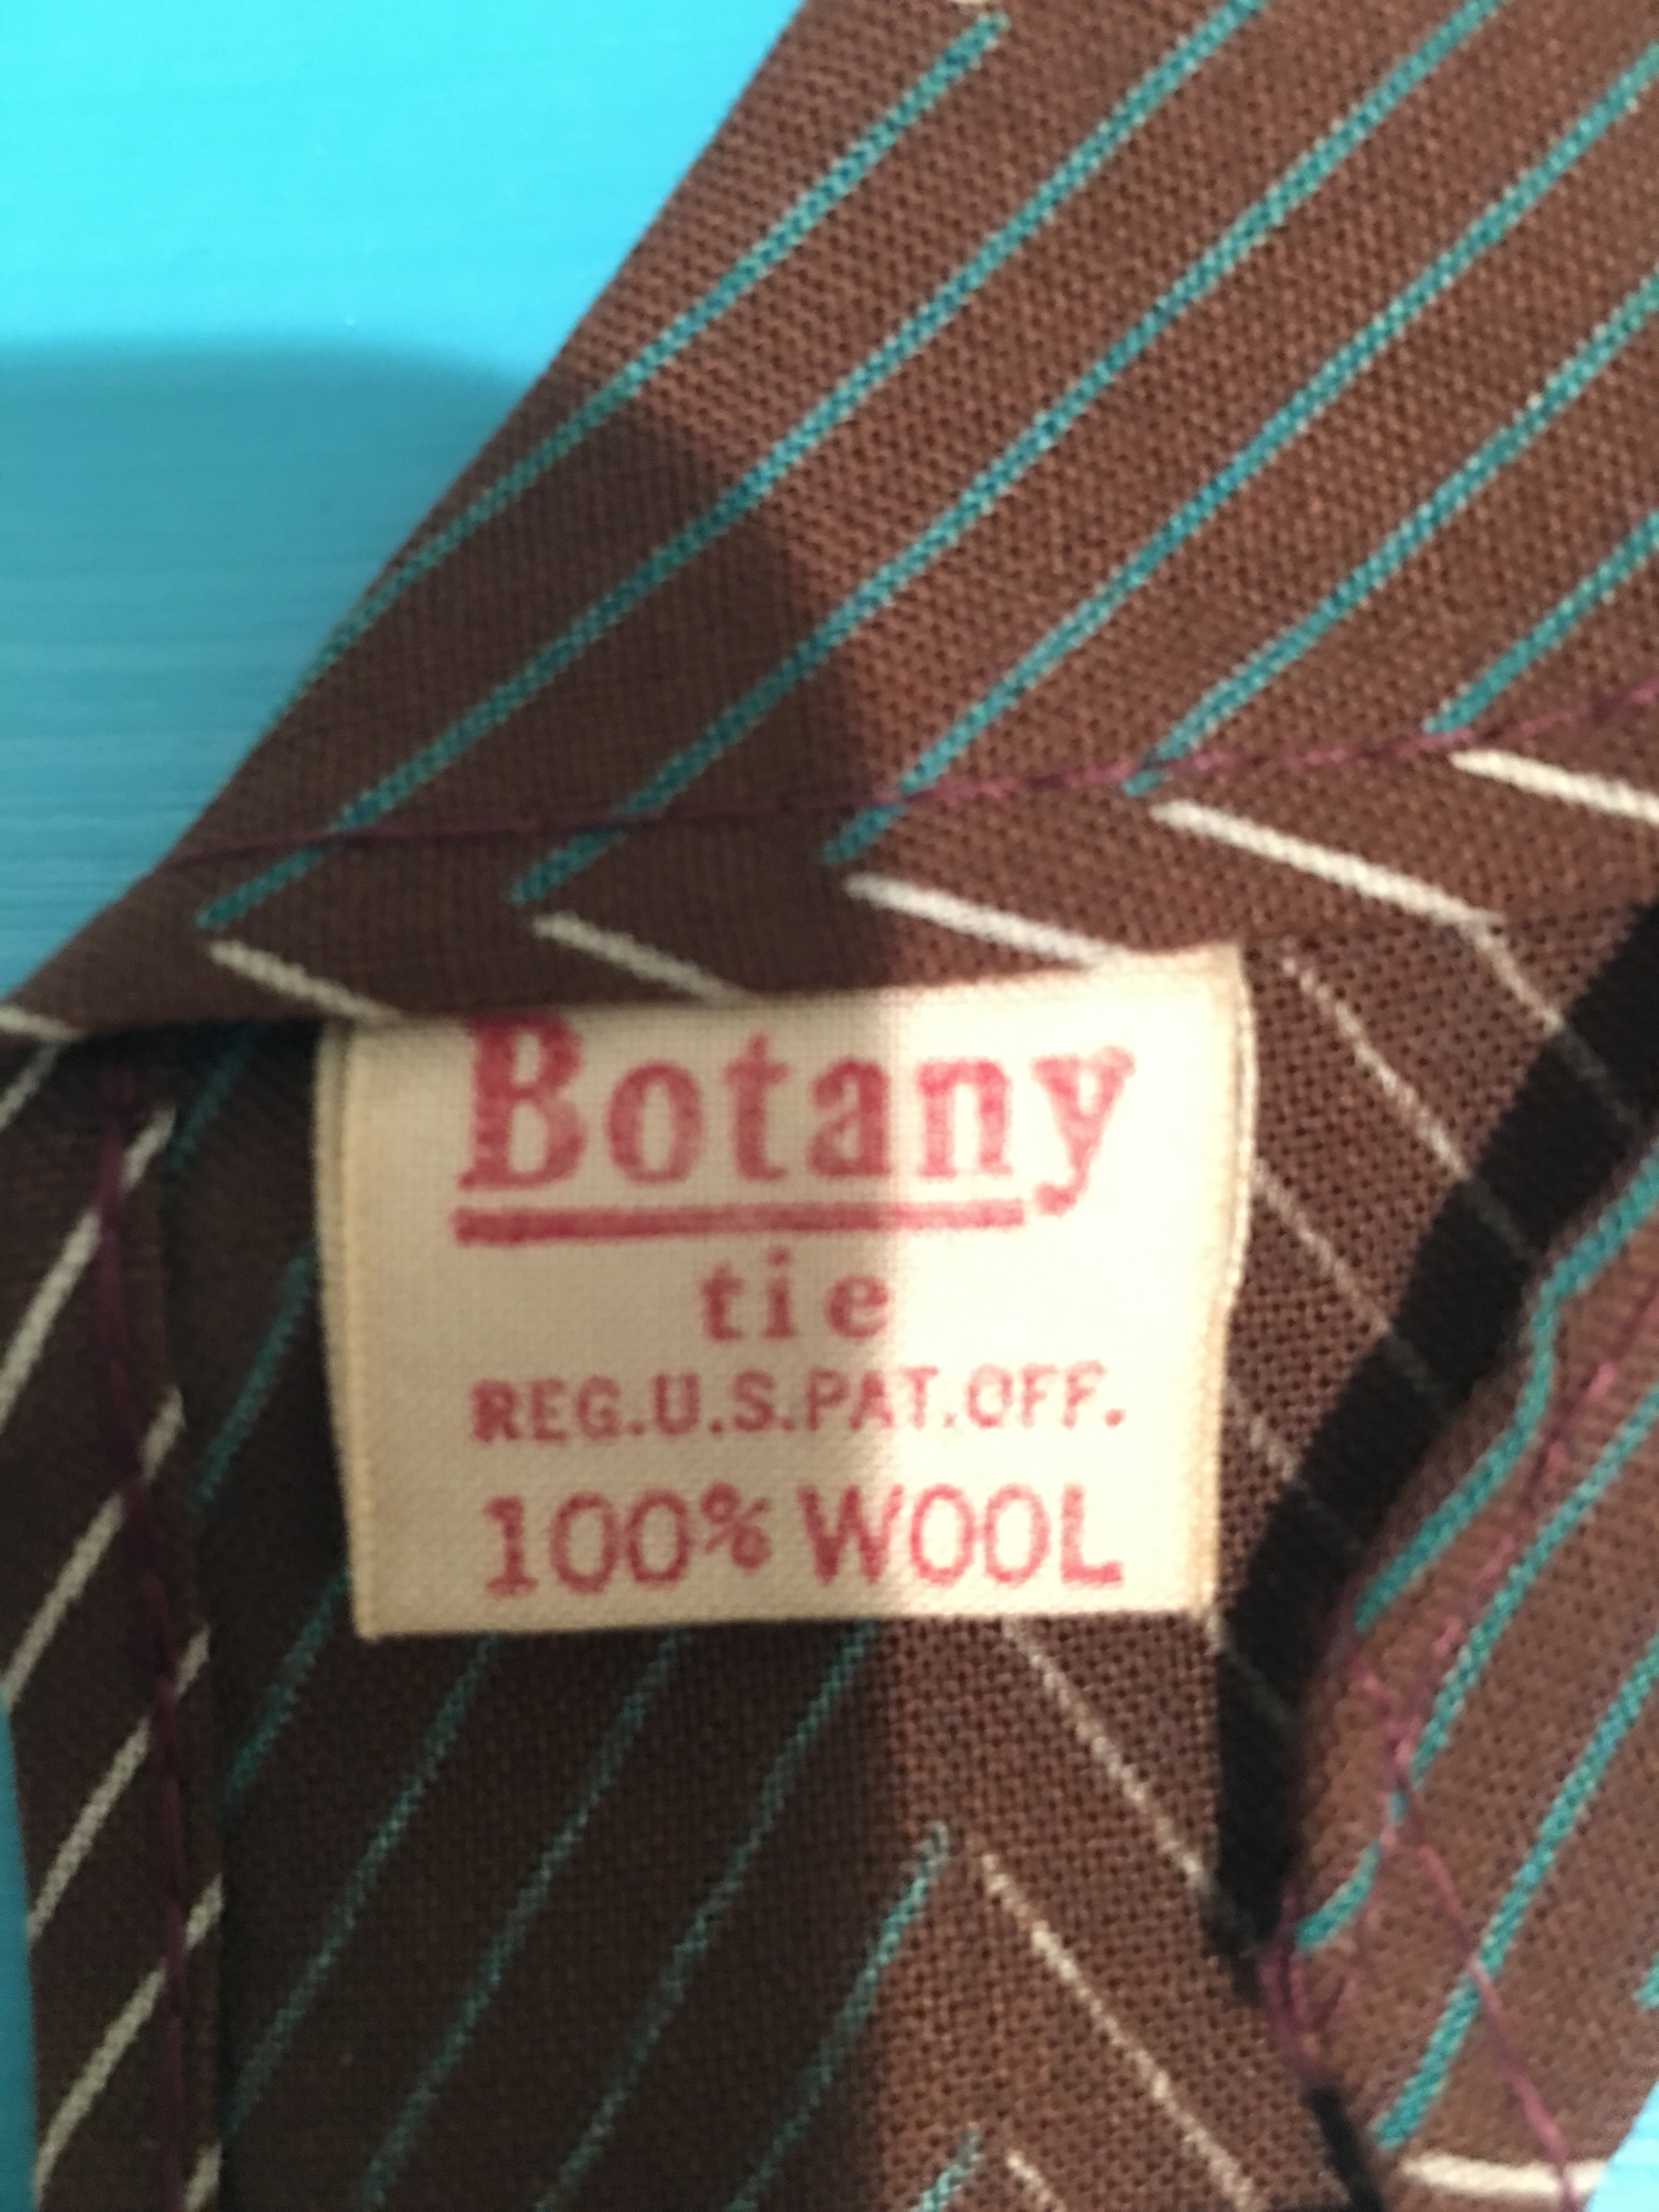 Botany
tie
REG.U.S.PAT.OFF.
100% WOOL